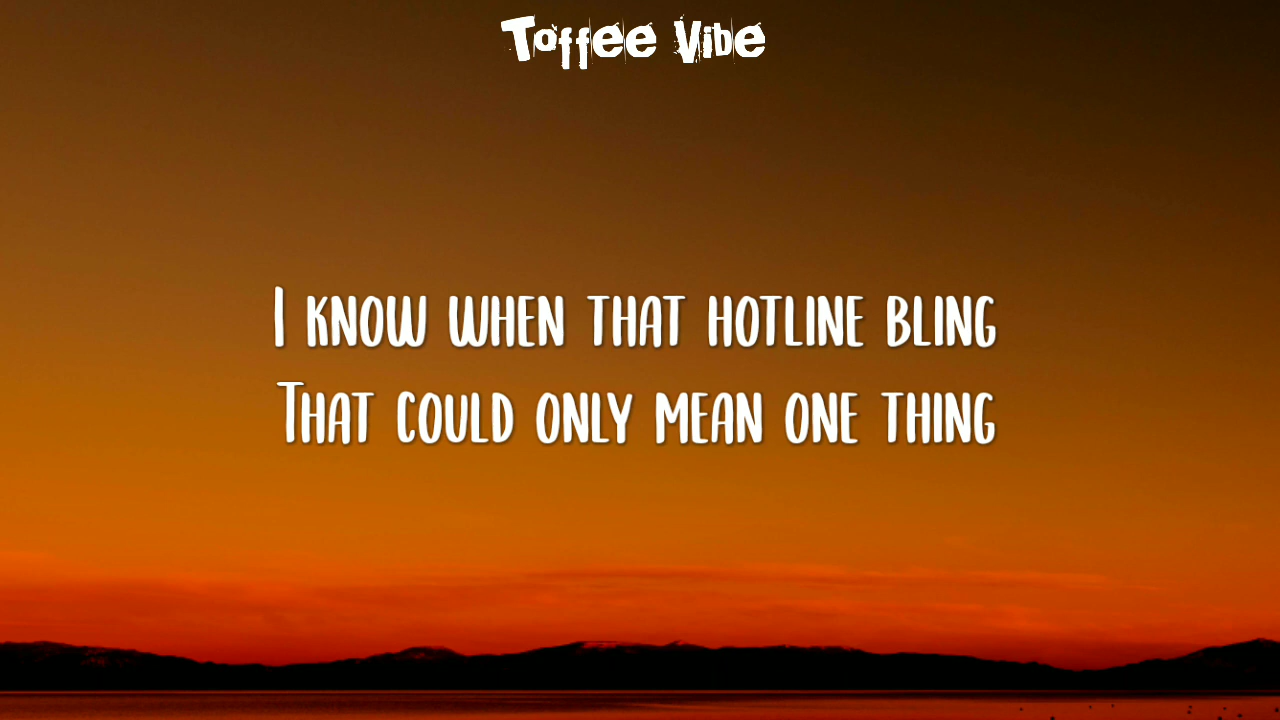 Toffee Vibe
I know when that hotline bling
That could only mean one thing